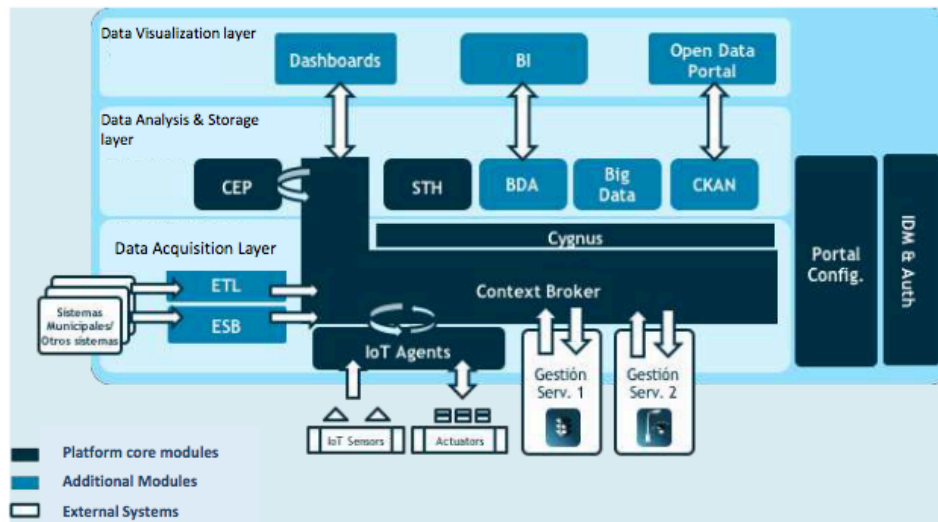 Data Visualization layer
Dashboards
BI
Open Data
Portal
Data Analysis & Storage
layer
CEP
STH
BDA
Big
Data
CKAN
Data Acquisition Layer
Cygnus
ETL
ESB
Context Broker
IoT Agents
Sistemas
Municipales/
Otros sistemas
Gestión
Serv. 1
Gestión
Serv. 2
Portal
Config.
IDM & Auth
IoT Sensors
Actuators
Platform core modules
Additional Modules
External Systems